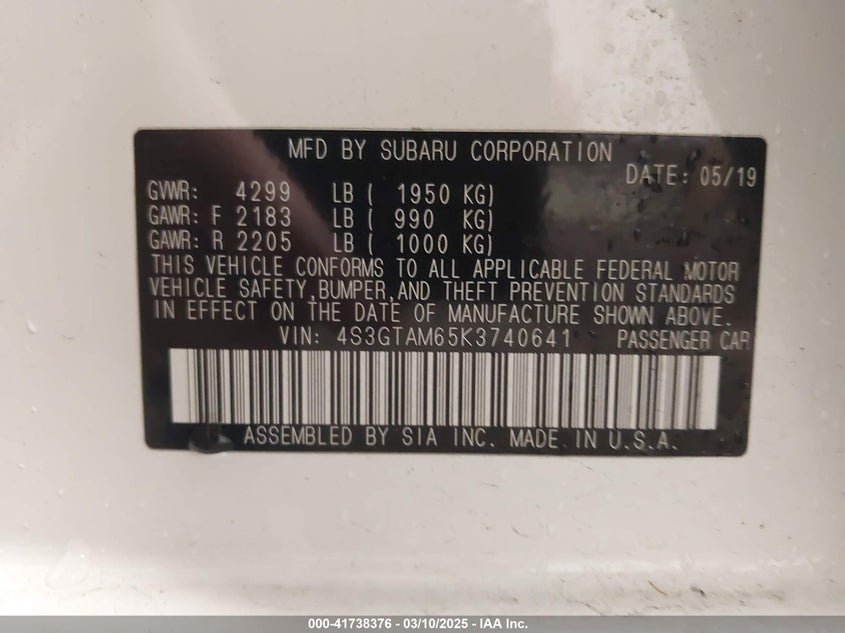 MFD BY SUBARU CORPORATION
DATE: 05/19
GVWR: 4299 LB ( 1950 KG)
GAWR: F 2183 LB ( 990 KG)
GAWR: R 2205 LB ( 1000 KG)
THIS VEHICLE CONFORMS TO ALL APPLICABLE FEDERAL MOTOR
VEHICLE SAFETY,BUMPER,AND THEFT PREVENTION STANDARDS
IN EFFECT ON THE DATE OF MANUFACTURE SHOWN ABOVE.
VIN: 4S3GTAM65K3740641 PASSENGER CAR
ASSEMBLED BY SIA INC. MADE IN U.S.A.
000-41738376 - 03/10/2025 - IAA Inc.